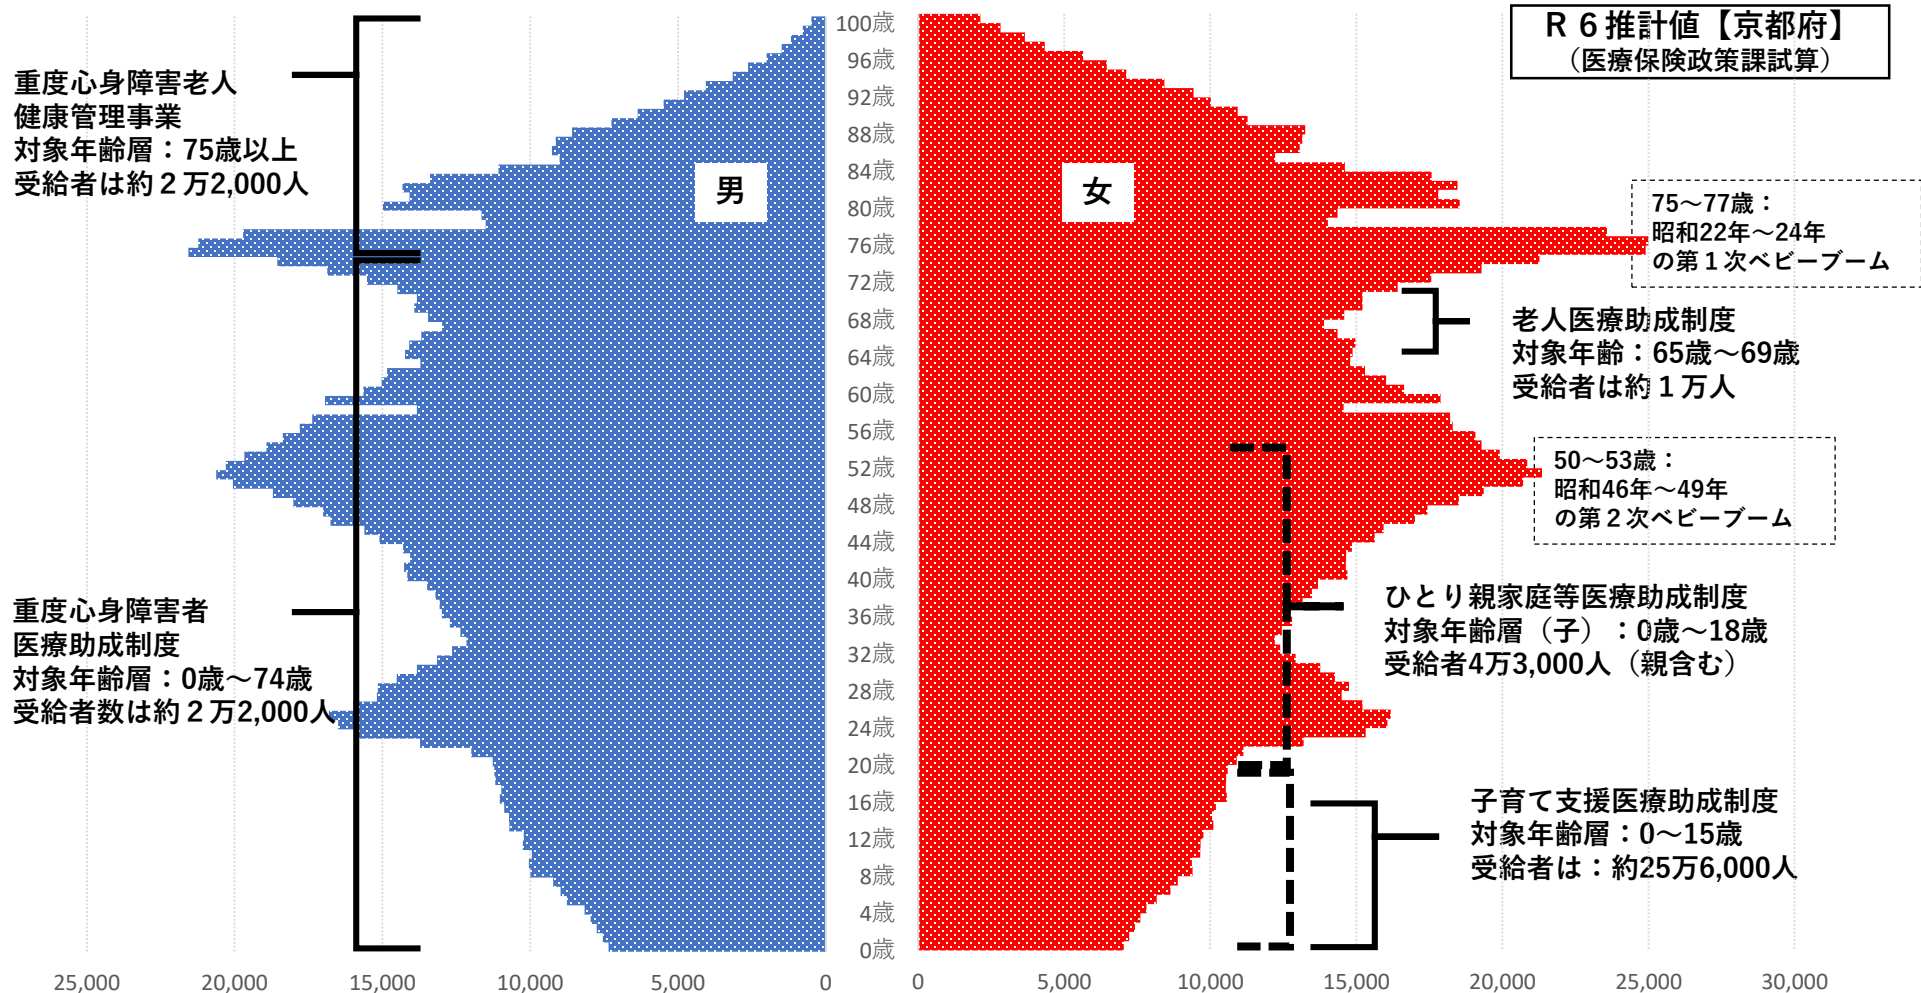 R6推計値【京都府】
（医療保険政策課試算）
重度心身障害老人
健康管理事業
対象年齢層：75歳以上
受給者は約２万2,000人
重度心身障害者
医療助成制度
対象年齢層：0歳～74歳
受給者数は約２万2,000人
男
女
100歳
96歳
92歳
88歳
84歳
80歳
76歳
72歳
68歳
64歳
60歳
56歳
52歳
48歳
44歳
40歳
36歳
32歳
28歳
24歳
20歳
16歳
12歳
8歳
4歳
0歳
75～77歳：
昭和22年～24年
の第１次ベビーブーム
老人医療助成制度
対象年齢：65歳～69歳
受給者は約１万人
50～53歳：
昭和46年～49年
の第２次ベビーブーム
ひとり親家庭等医療助成制度
対象年齢層（子）：0歳～18歳
受給者4万3,000人（親含む）
子育て支援医療助成制度
対象年齢層：0～15歳
受給者は：約25万6,000人
25,000 20,000 15,000 10,000 5,000 0 0 5,000 10,000 15,000 20,000 25,000 30,000